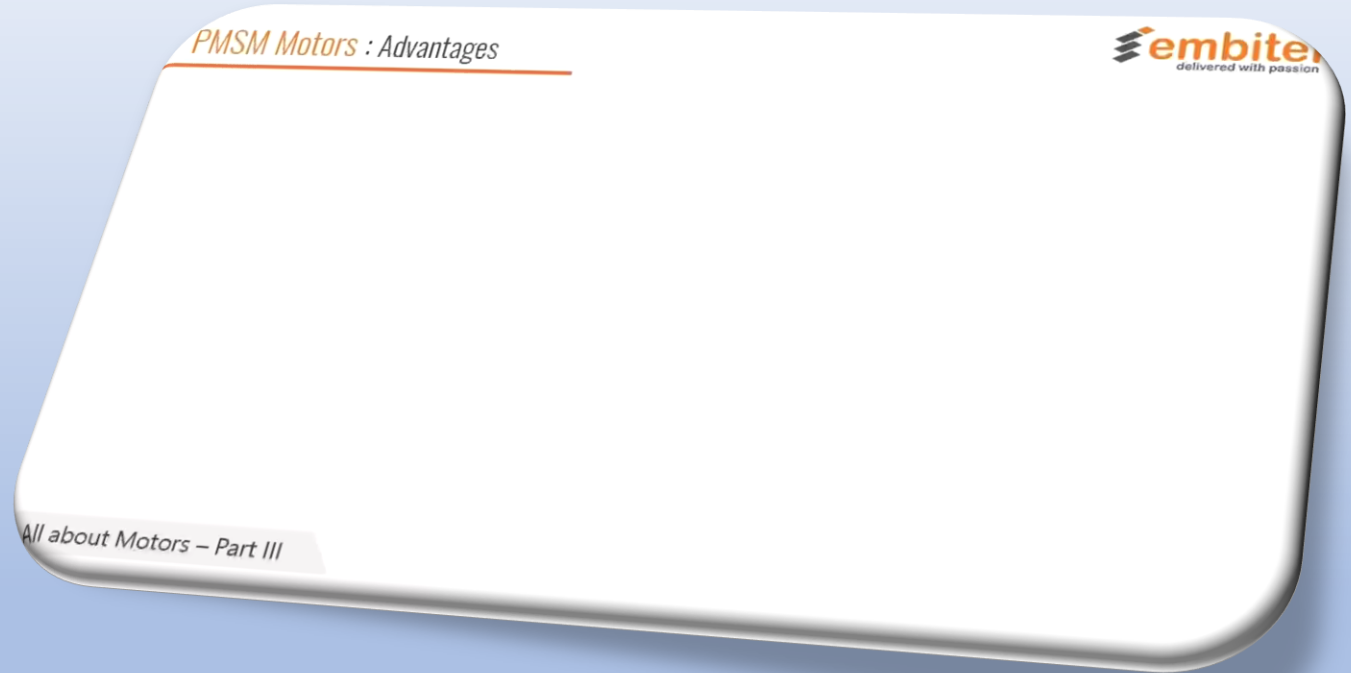 PMSM Motors : Advantages
embitel
delivered with passion
All about Motors – Part III